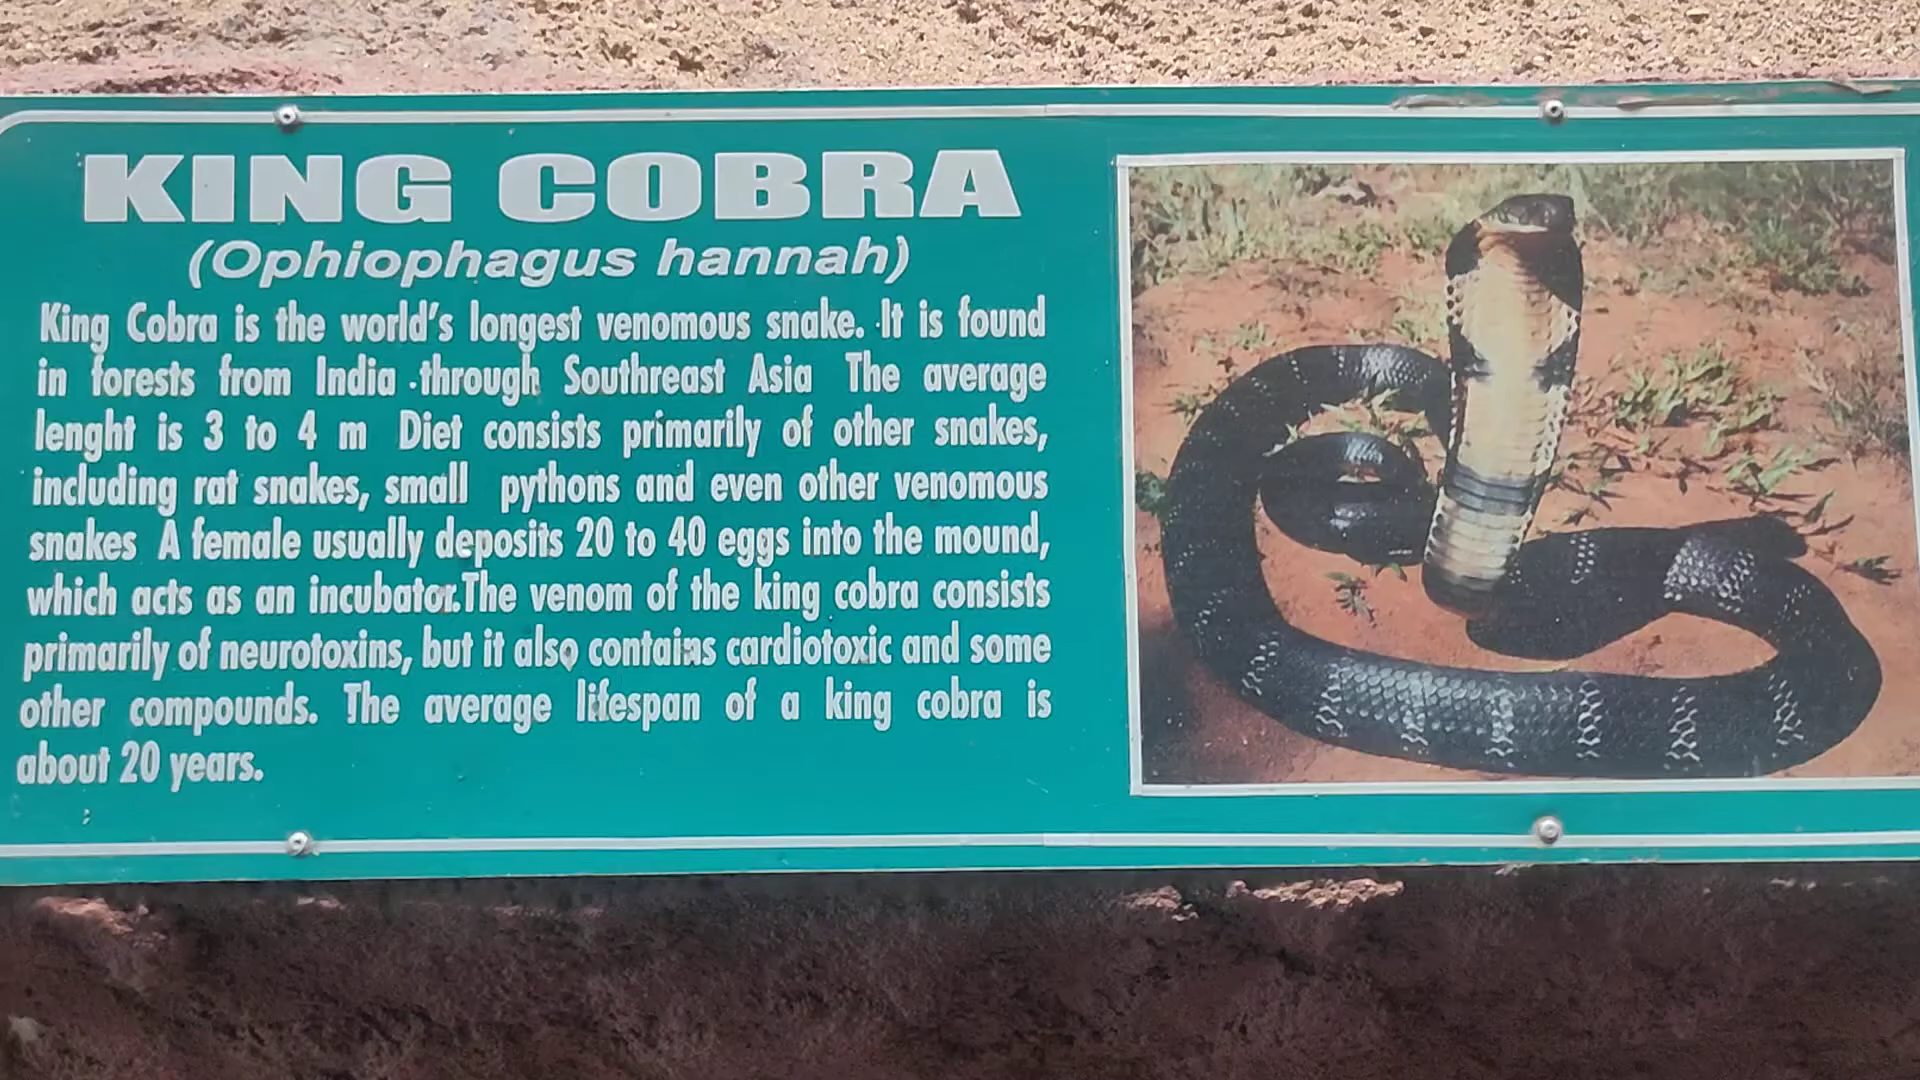 KING COBRA
(Ophiophagus hannah)
King Cobra is the world's longest venomous snake. It is found
in forests from India through Southreast Asia The average
lenght is 3 to 4 m Diet consists primarily of other snakes,
including rat snakes, small pythons and even other venomous
snakes A female usually deposits 20 to 40 eggs into the mound,
which acts as an incubator.The venom of the king cobra consists
primarily of neurotoxins, but it also contains cardiotoxic and some
other compounds. The average lifespan of a king cobra is
about 20 years.